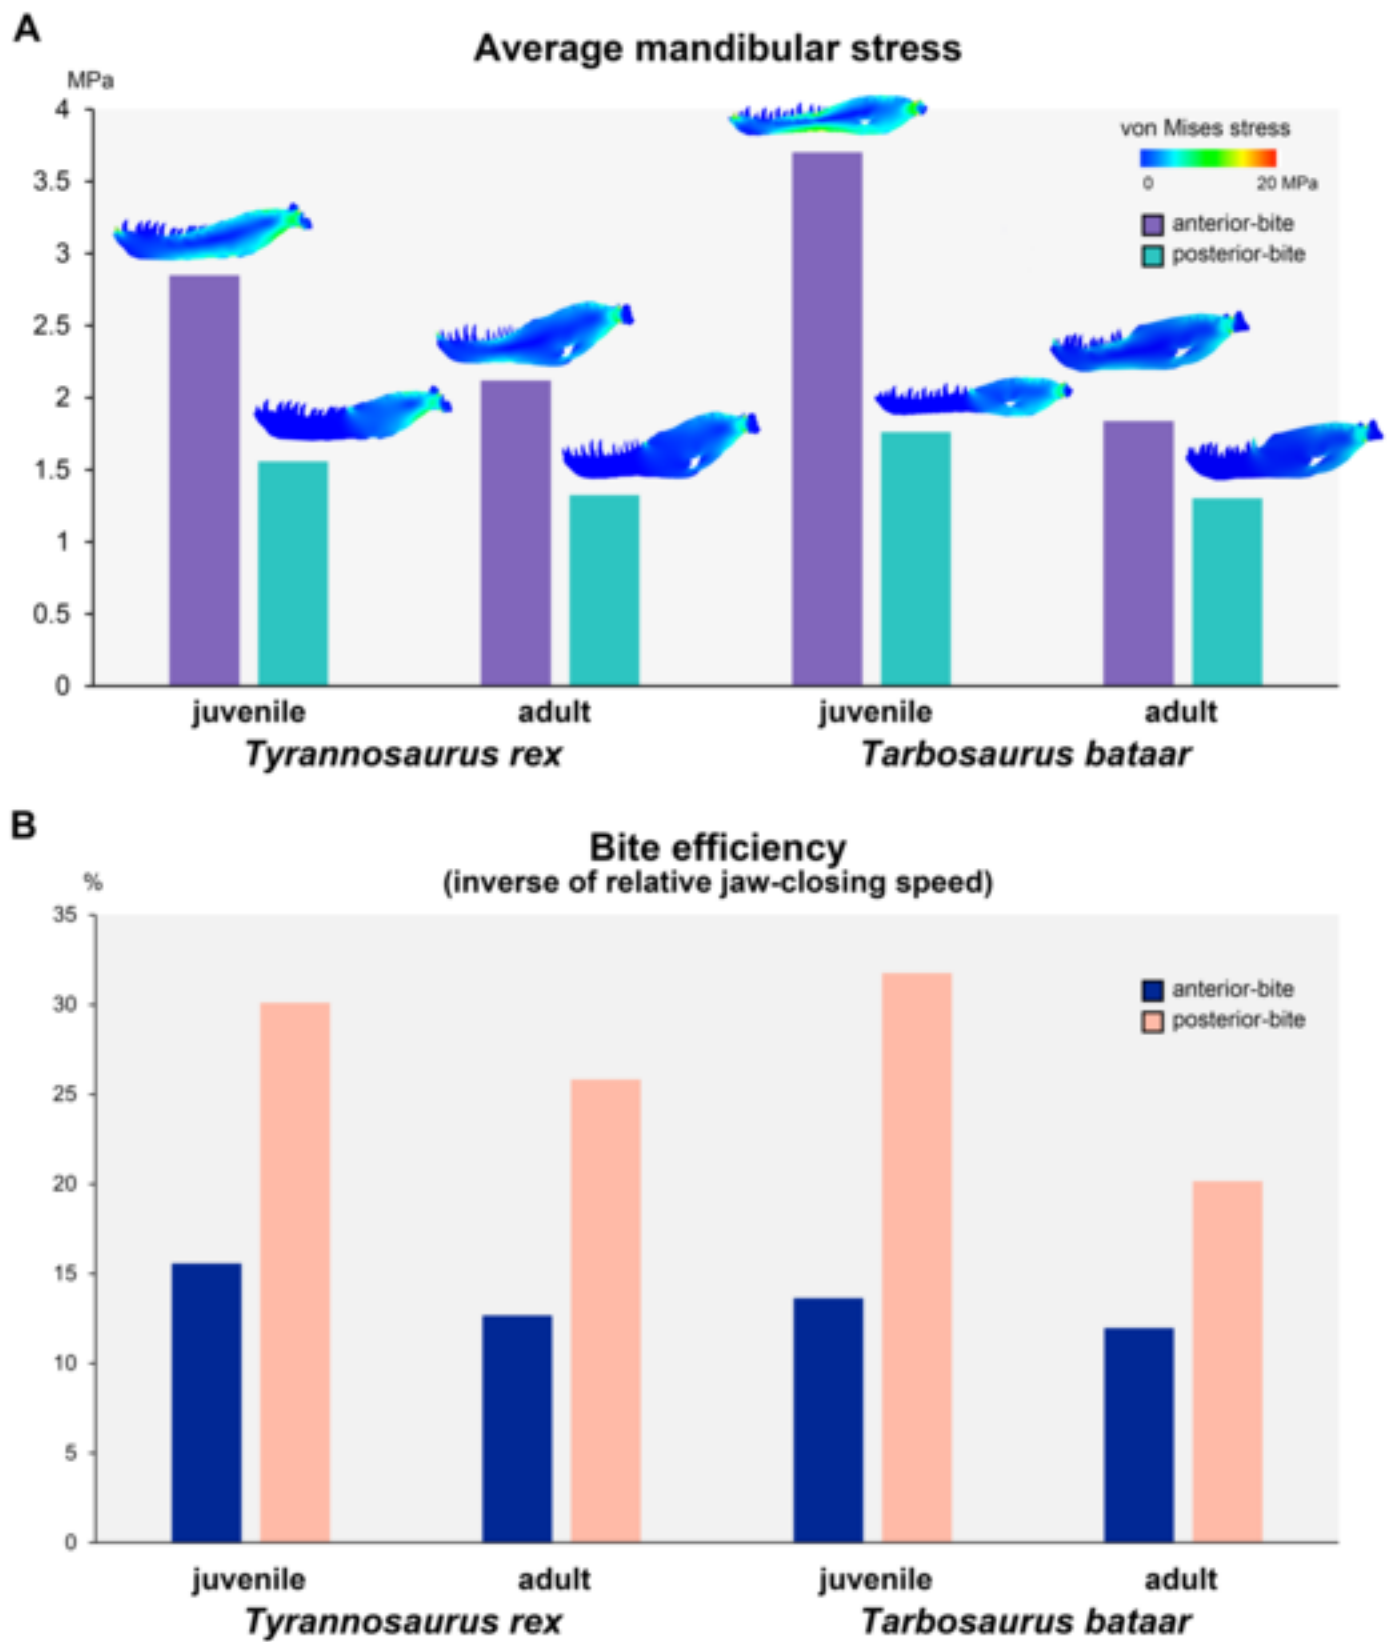 A
Average mandibular stress
MPa
4
3.5
3
2.5
2
1.5
1
0.5
0
von Mises stress
0 20 MPa
anterior-bite
posterior-bite
juvenile adult juvenile adult
Tyrannosaurus rex Tarbosaurus bataar
B
Bite efficiency
(inverse of relative jaw-closing speed)
%
35
30
25
20
15
10
5
0
anterior-bite
posterior-bite
juvenile adult juvenile adult
Tyrannosaurus rex Tarbosaurus bataar